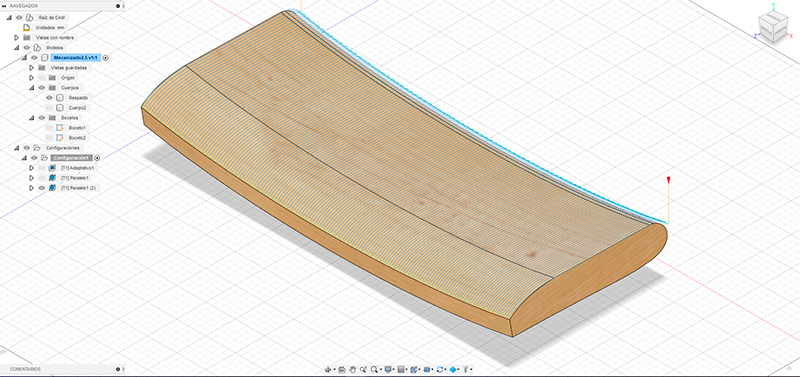 NAVEGADOR
Raíz de CAM
Unidades: mm
Vistas con nombre
Modelos
Mecanizado2.5 v1:1
Vistas guardadas
Origen
Cuerpos
Respaldo
Cuerpo2
Bocetos
Boceto1
Boceto2
Configuraciones
Configuración1
[T1] Adaptativo1
[T1] Paralelo1
[T1] Paralelo1 (2)
COMENTARIOS
Y
Z
X